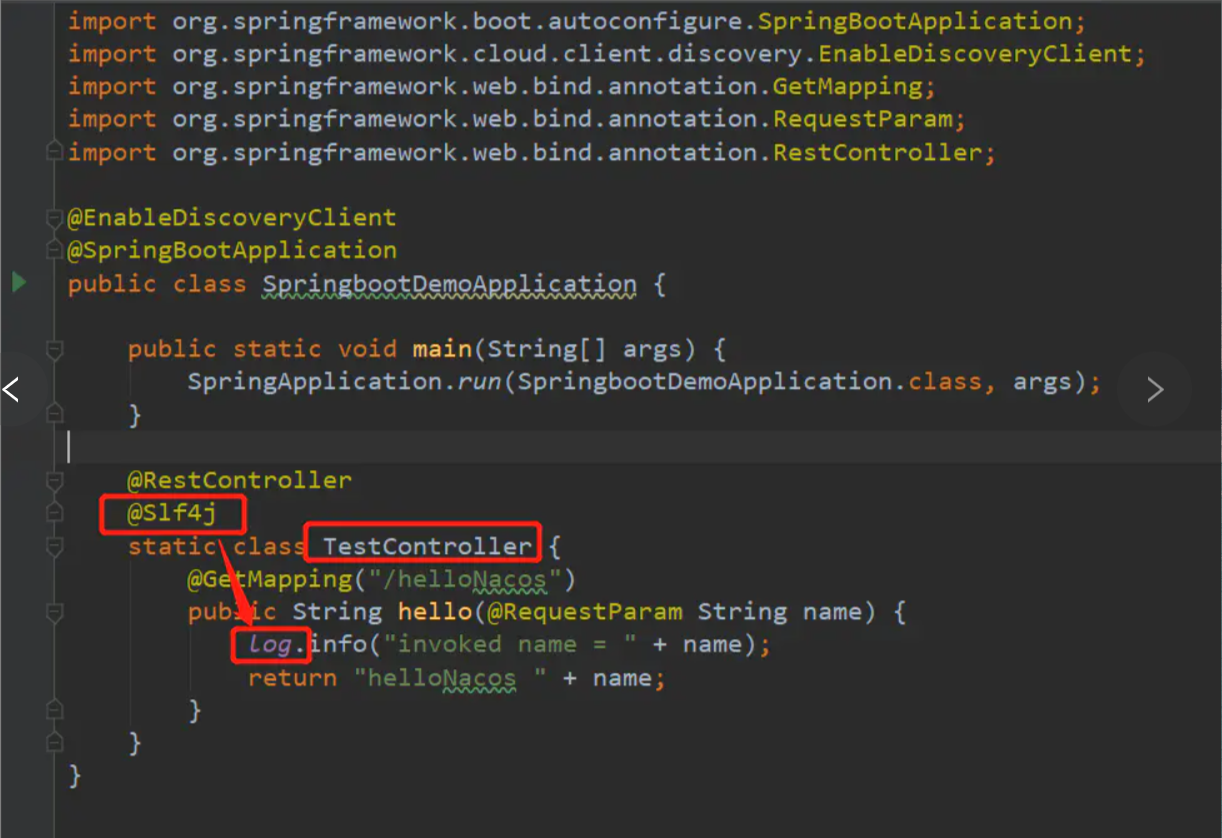 import org.springframework.boot.autoconfigure.SpringBootApplication;
import org.springframework.cloud.client.discovery.EnableDiscoveryClient;
import org.springframework.web.bind.annotation.GetMapping;
import org.springframework.web.bind.annotation.RequestParam;
import org.springframework.web.bind.annotation.RestController;
@EnableDiscoveryClient
@SpringBootApplication
public class SpringbootDemoApplication {
public static void main(String[] args) {
SpringApplication.run(SpringbootDemoApplication.class, args);
}
@RestController
@Slf4j
static class TestController {
@GetMapping("/helloNacos")
public String hello(@RequestParam String name) {
log.info("invoked name = " + name);
return "helloNacos " + name;
}
}
}